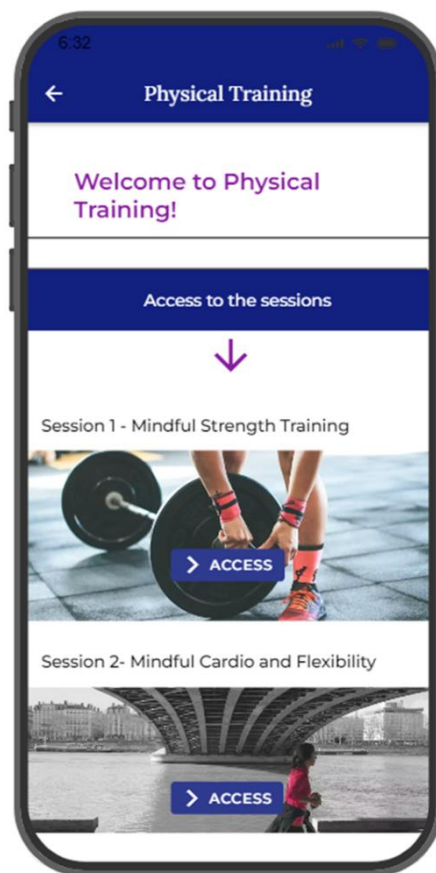 6:32
Physical Training
Welcome to Physical
Training!
Access to the sessions
Session 1 - Mindful Strength Training
ACCESS
Session 2- Mindful Cardio and Flexibility
ACCESS